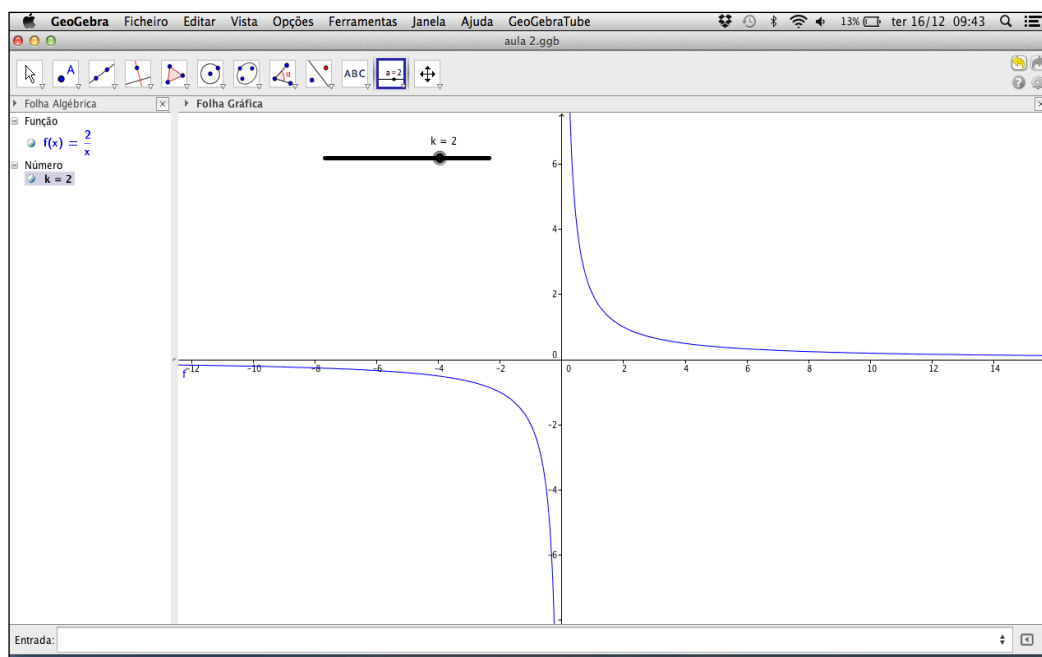 GeoGebra Ficheiro Editar Vista Opções Ferramentas Janela Ajuda GeoGebraTube 13% ter 16/12 09:43
aula 2.ggb
A α ABC a=2
Folha Algébrica
Folha Gráfica
Função
f(x) = 2/x
Número
k = 2
k = 2
6
4
2
0
-12 -10 -8 -6 -4 -2 0 2 4 6 8 10 12 14
f
-2
-4
-6
Entrada: